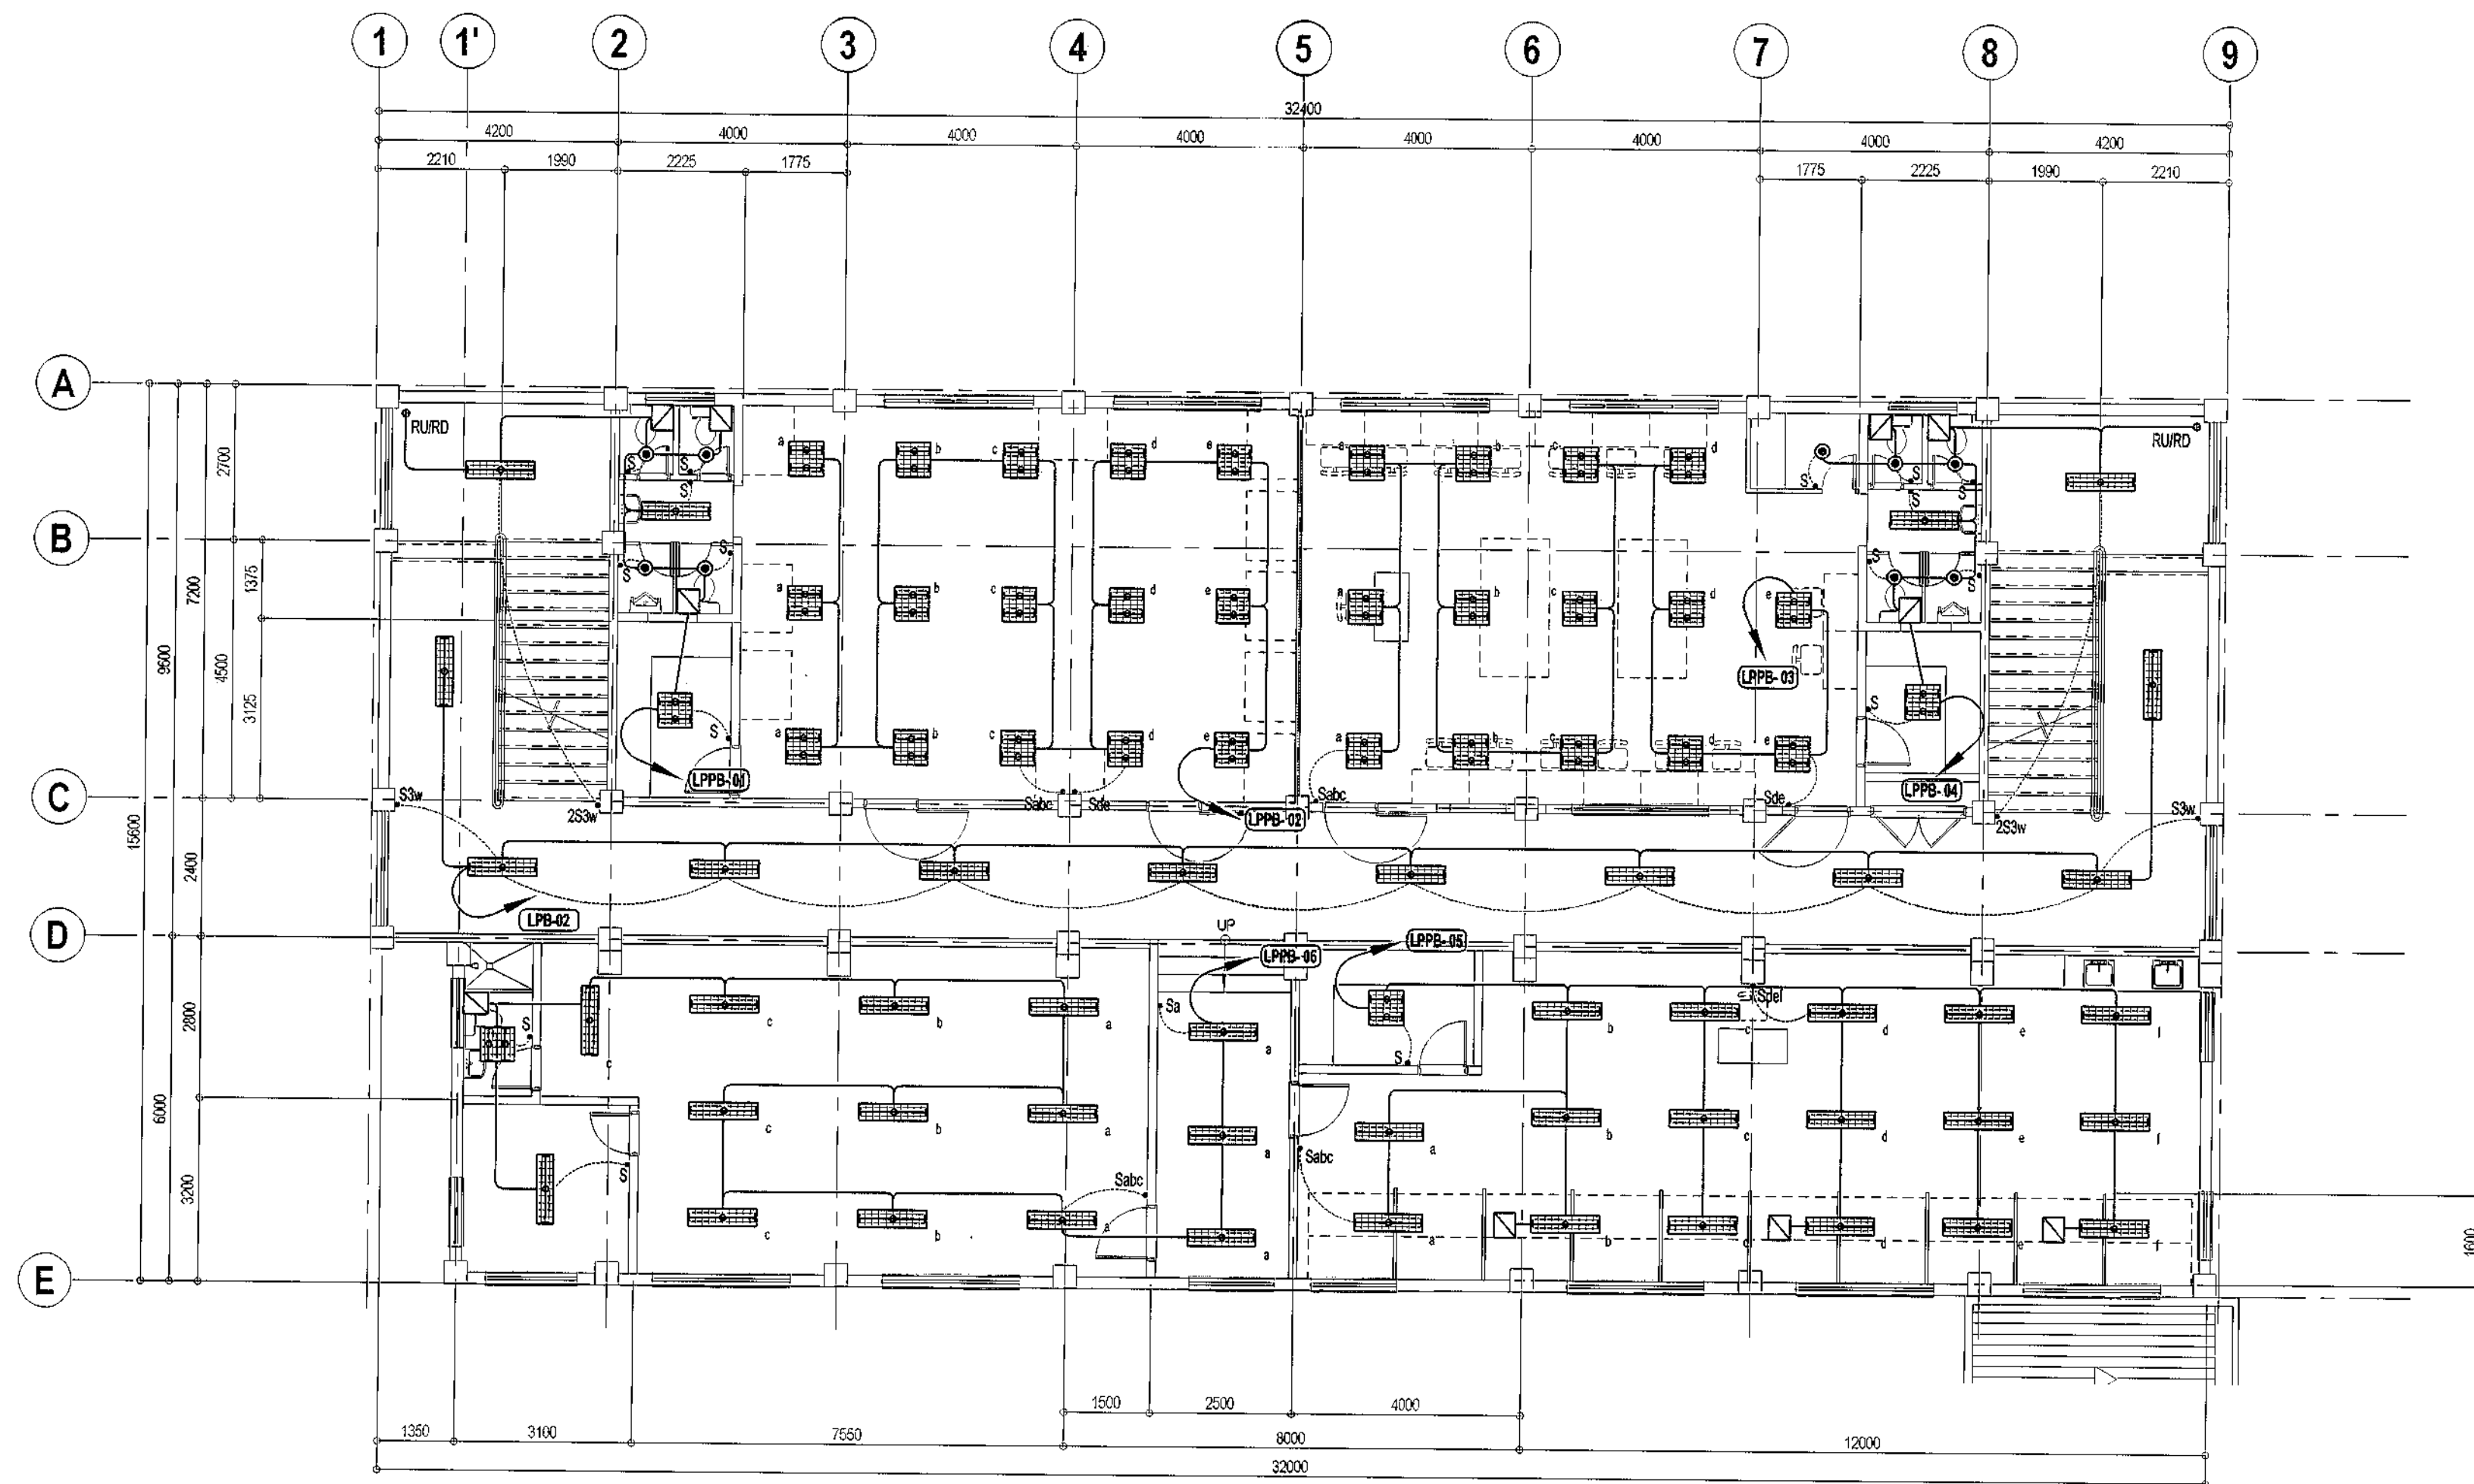 1 1' 2 3 4 5 6 7 8 9
32400
4200 4000 4000 4000 4000 4000 4000 4200
2210 1990 2225 1775 1775 2225 1990 2210
A
RU/RD RU/RD
a b c d e a b c d
S S S S S
S S
2700
B
S S S S
1375
a b c d e a b c d e
7200
9600
4500
3125
LPPB-03
S S
a b c d e a b c d e
LPPB-01 LPPB-04
C
S3w 2S3w Sabc Sde LPPB-02 Sabc Sde 2S3w S3w
15600
2400
LPB-02
D
UP LPPB-06 LPPB-05
Sa
2800
S c b a a b c d e f
S
c
6000
c b a a a b c d e f
Sabc Sabc
S
3200
c b a a a b c d e f
1600
E
1500 2500 4000
1350 3100 7550 8000 12000
32000